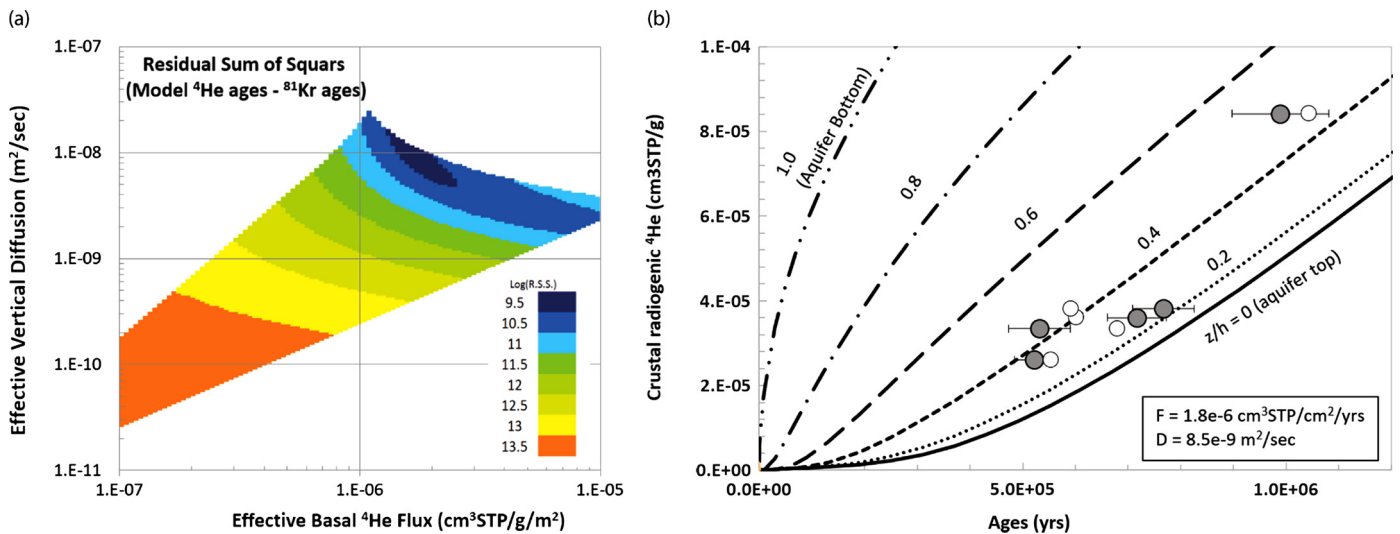 (a)
1.E-07
1.E-08
1.E-09
1.E-10
1.E-11
Effective Vertical Diffusion (m²/sec)
Residual Sum of Squars
(Model ⁴He ages - ⁸¹Kr ages)
Log(R.S.S.)
9.5
10.5
11
11.5
12
12.5
13
13.5
1.E-07
1.E-06
1.E-05
Effective Basal ⁴He Flux (cm³STP/g/m²)
(b)
1.E-04
8.E-05
6.E-05
4.E-05
2.E-05
0.E+00
Crustal radiogenic ⁴He (cm3STP/g)
1.0
(Aquifer Bottom)
0.8
0.6
0.4
0.2
z/h = 0 (aquifer top)
F = 1.8e-6 cm³STP/cm²/yrs
D = 8.5e-9 m²/sec
0.0E+00
5.0E+05
1.0E+06
Ages (yrs)